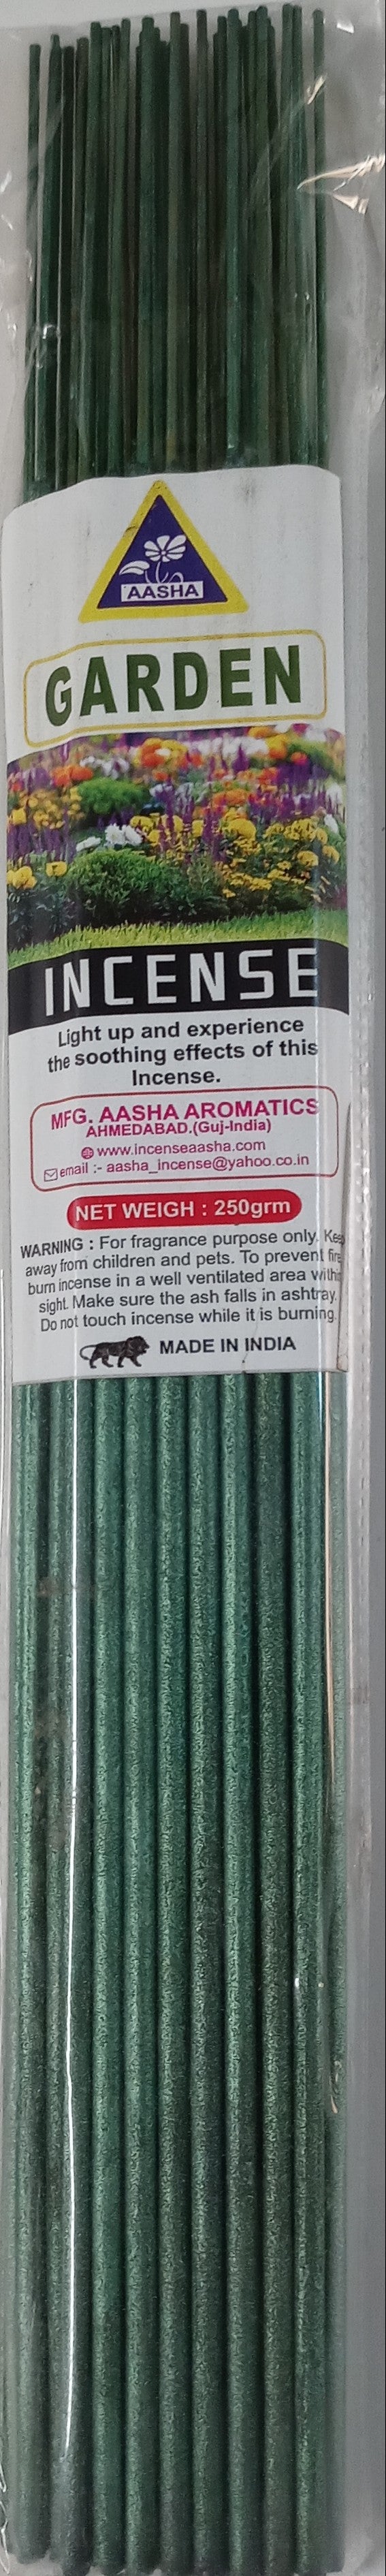 AASHA
GARDEN
INCENSE
Light up and experience
the soothing effects of this
Incense.
MFG. AASHA AROMATICS
AHMEDABAD.(Guj-India)
www.incenseaasha.com
email :- aasha_incense@yahoo.co.in
NET WEIGH : 250grm
WARNING : For fragrance purpose only. Keep
away from children and pets. To prevent fire
burn incense in a well ventilated area within
sight. Make sure the ash falls in ashtray.
Do not touch incense while it is burning.
MADE IN INDIA